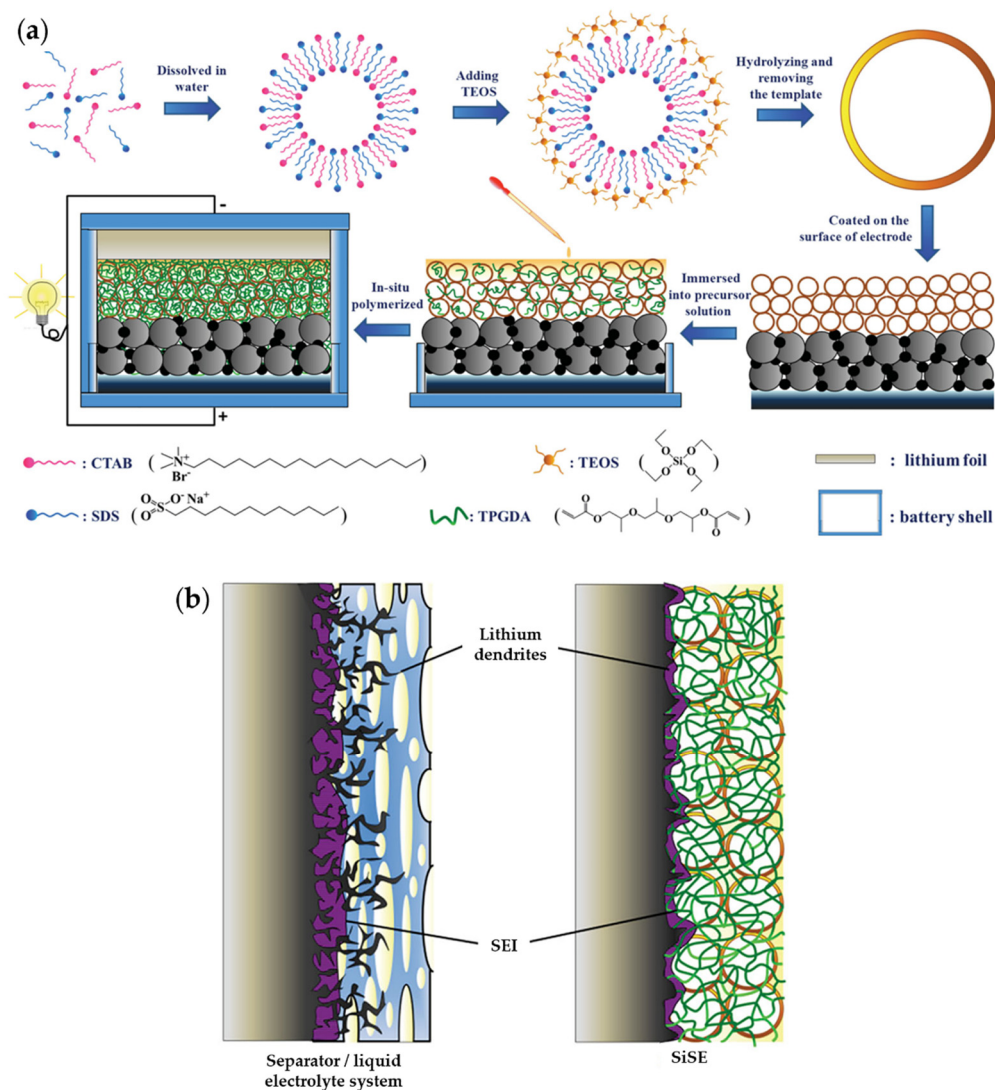 (a)
Dissolved in
water
Adding
TEOS
Hydrolyzing and
removing
the template
Coated on the
surface of electrode
Immersed
into precursor
solution
In-situ
polymerized
-
+
: CTAB
N+
Br-
: TEOS
O
O
Si
O
O
: lithium foil
: SDS
O
O- Na+
S
O
: TPGDA
O
O
O
O
O
O
: battery shell
(b)
Lithium
dendrites
SEI
Separator / liquid
electrolyte system
SiSE